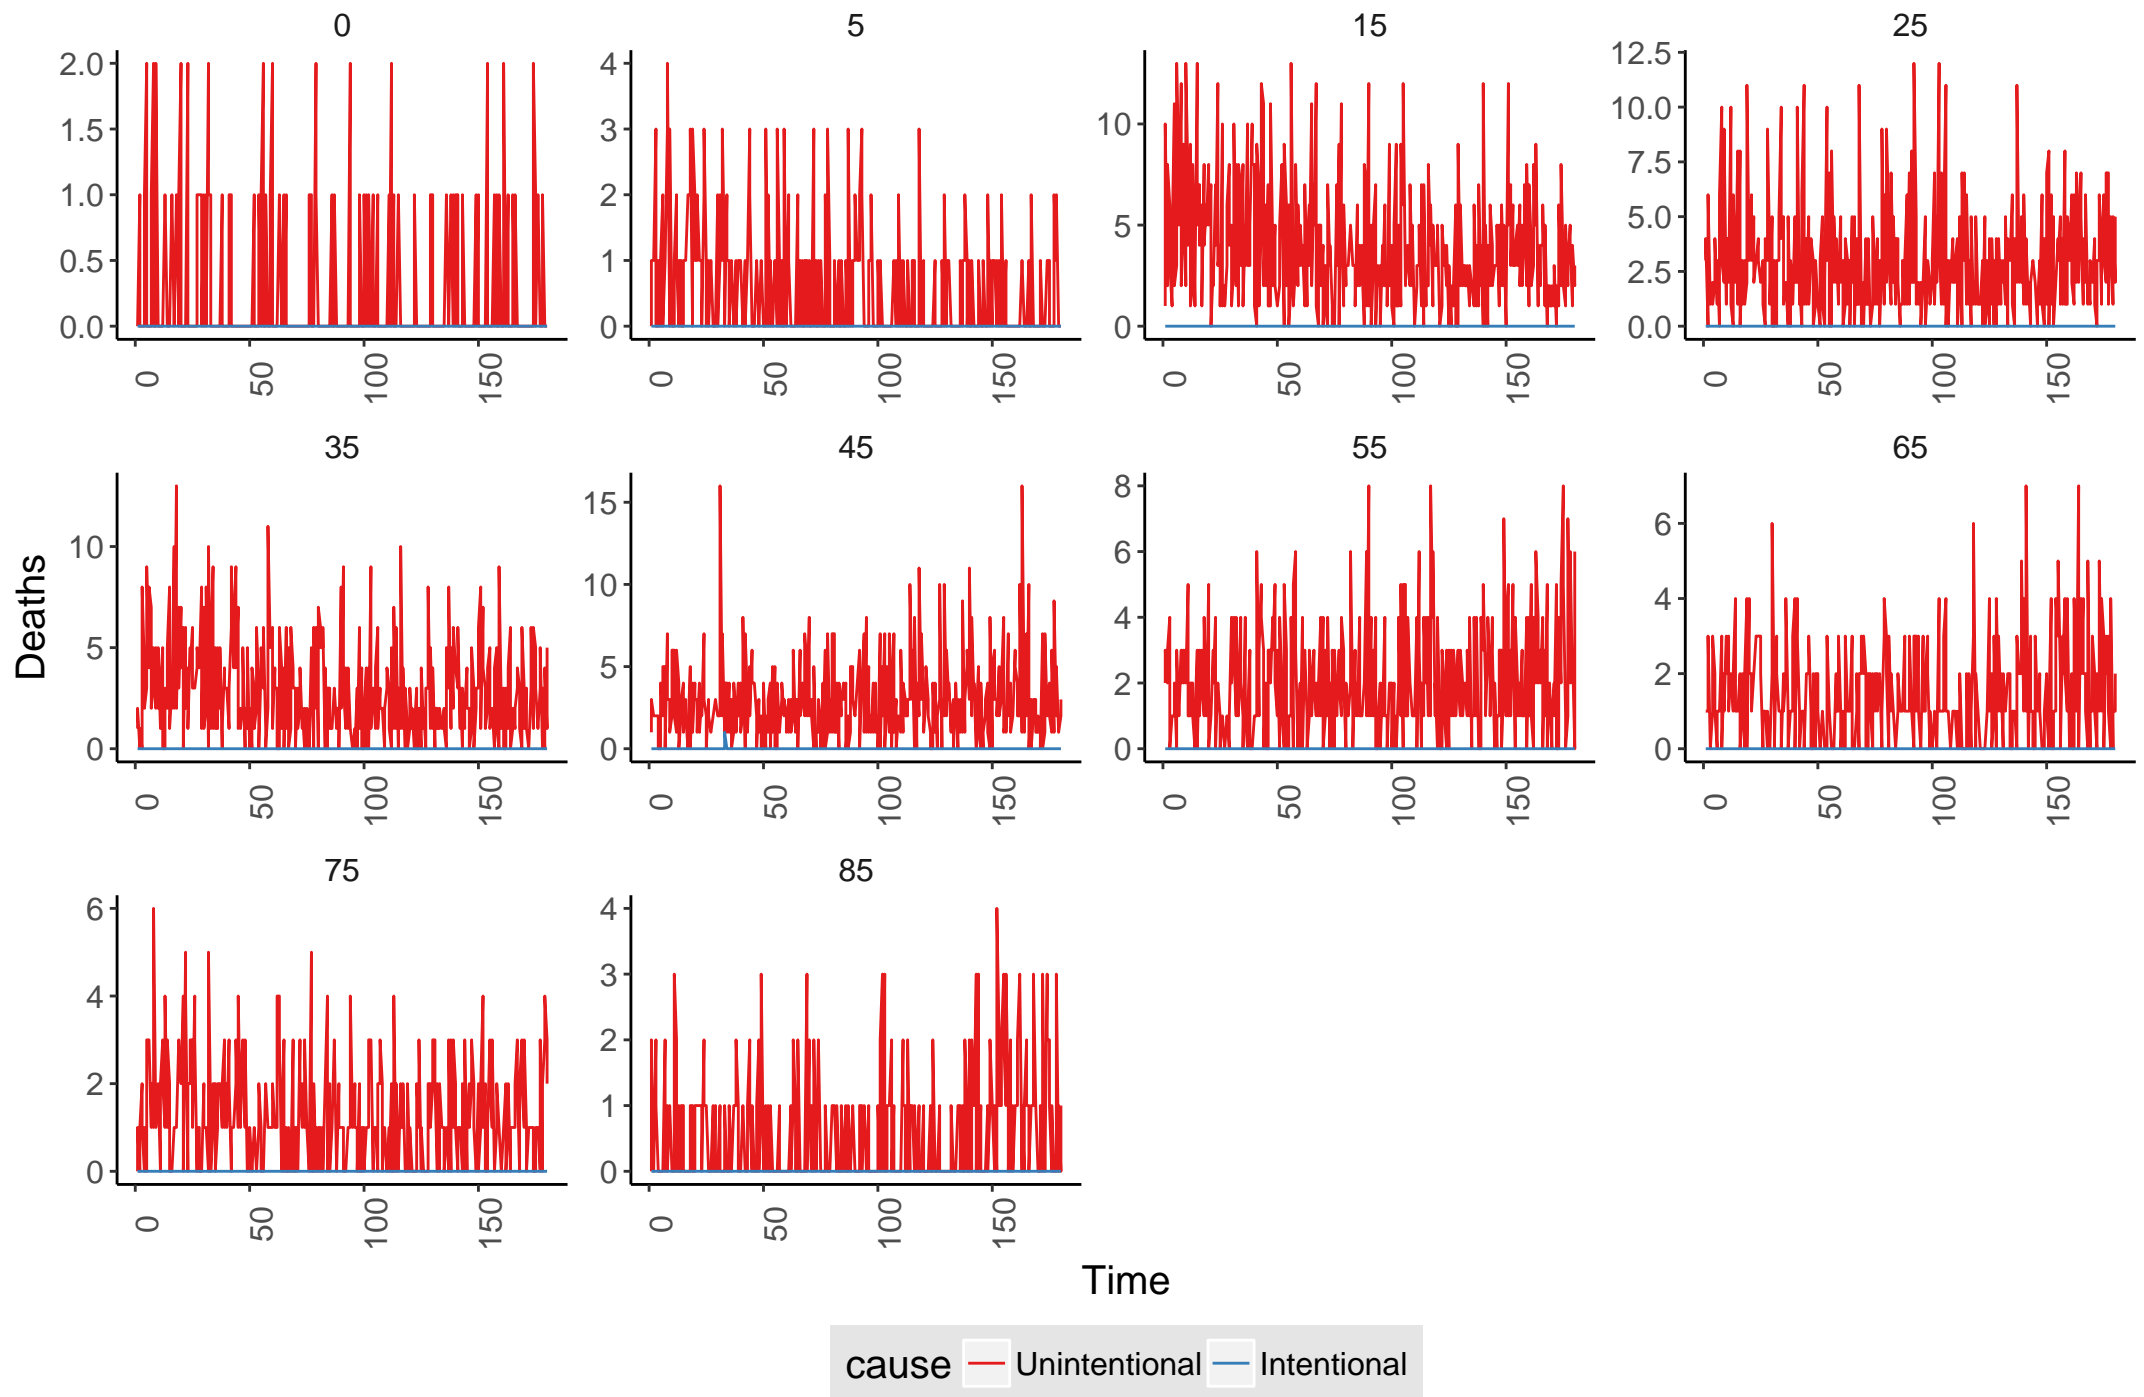 0 5 15 25
2.0 1.5 1.0 0.5 0.0
4 3 2 1 0
10 5 0
12.5 10.0 7.5 5.0 2.5 0.0
0 50 100 150 0 50 100 150 0 50 100 150 0 50 100 150
Deaths
35 45 55 65
10 5 0
15 10 5 0
8 6 4 2 0
6 4 2 0
0 50 100 150 0 50 100 150 0 50 100 150 0 50 100 150
75 85
6 4 2 0
4 3 2 1 0
0 50 100 150 0 50 100 150
Time
cause Unintentional Intentional